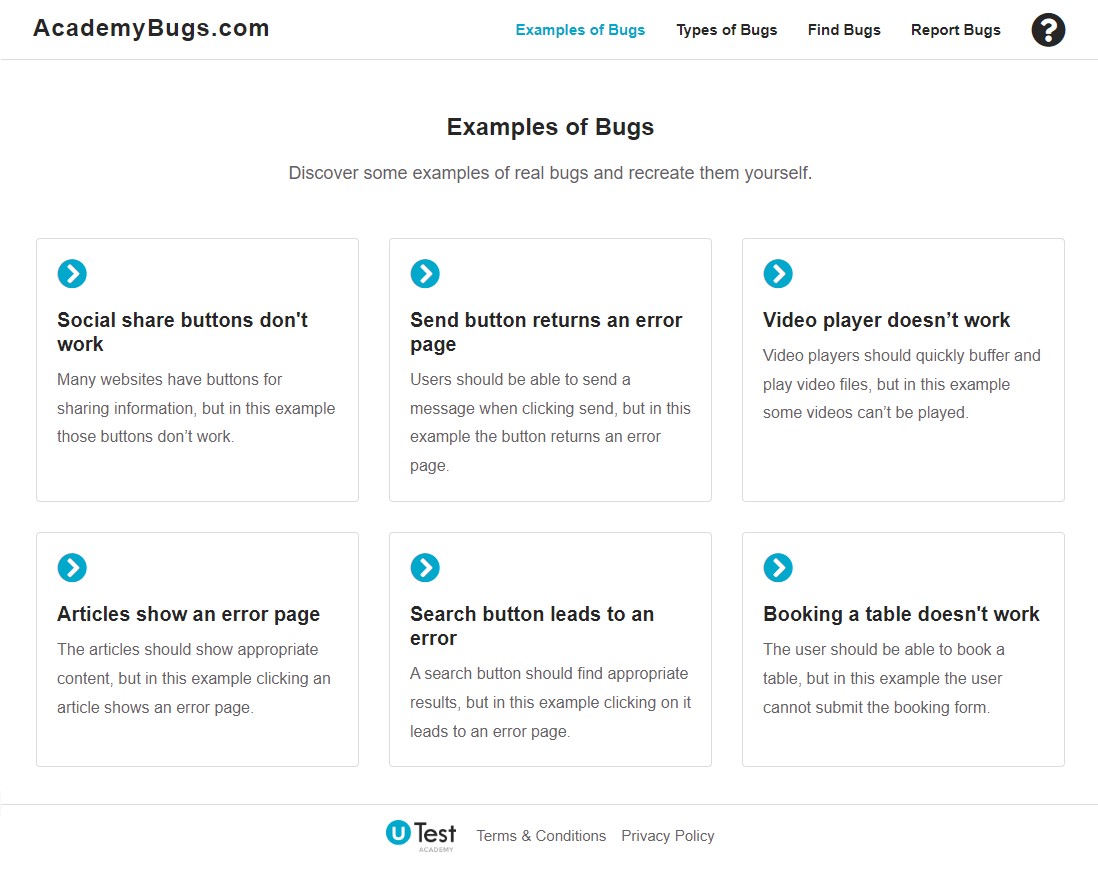 AcademyBugs.com
Examples of Bugs
Types of Bugs
Find Bugs
Report Bugs
?
Examples of Bugs
Discover some examples of real bugs and recreate them yourself.
Social share buttons don't
work
Many websites have buttons for
sharing information, but in this example
those buttons don’t work.
Send button returns an error
page
Users should be able to send a
message when clicking send, but in this
example the button returns an error
page.
Video player doesn’t work
Video players should quickly buffer and
play video files, but in this example
some videos can’t be played.
Articles show an error page
The articles should show appropriate
content, but in this example clicking an
article shows an error page.
Search button leads to an
error
A search button should find appropriate
results, but in this example clicking on it
leads to an error page.
Booking a table doesn't work
The user should be able to book a
table, but in this example the user
cannot submit the booking form.
U Test
ACADEMY
Terms & Conditions
Privacy Policy